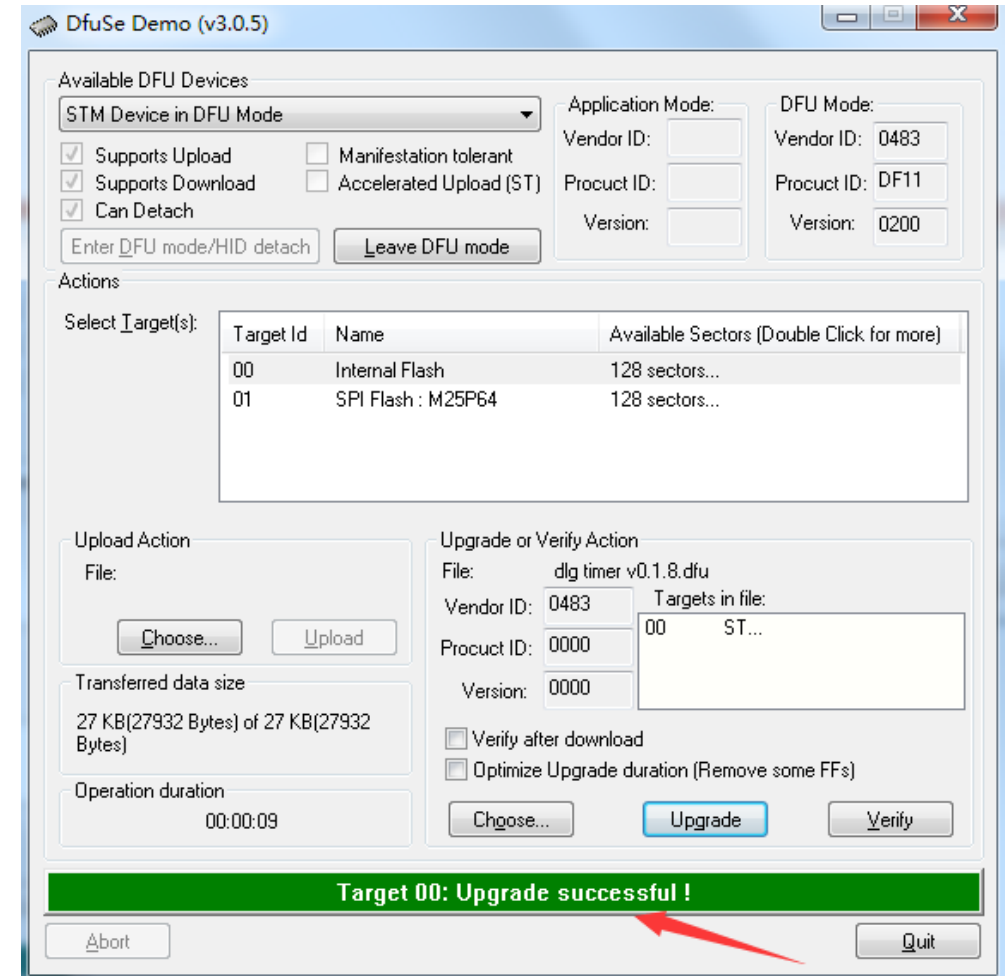 DfuSe Demo (v3.0.5)
Available DFU Devices
STM Device in DFU Mode
Supports Upload
Manifestation tolerant
Supports Download
Accelerated Upload (ST)
Can Detach
Enter DFU mode/HID detach
Leave DFU mode
Application Mode:
Vendor ID:
Procuct ID:
Version:
DFU Mode:
Vendor ID: 0483
Procuct ID: DF11
Version: 0200
Actions
Select Target(s):
Target Id Name Available Sectors (Double Click for more)
00 Internal Flash 128 sectors...
01 SPI Flash : M25P64 128 sectors...
Upload Action
File:
Choose... Upload
Transferred data size
27 KB(27932 Bytes) of 27 KB(27932
Bytes)
Operation duration
00:00:09
Upgrade or Verify Action
File: dlg timer v0.1.8.dfu
Vendor ID: 0483
Procuct ID: 0000
Version: 0000
Targets in file:
00 ST...
Verify after download
Optimize Upgrade duration (Remove some FFs)
Choose... Upgrade Verify
Target 00: Upgrade successful !
Abort Quit